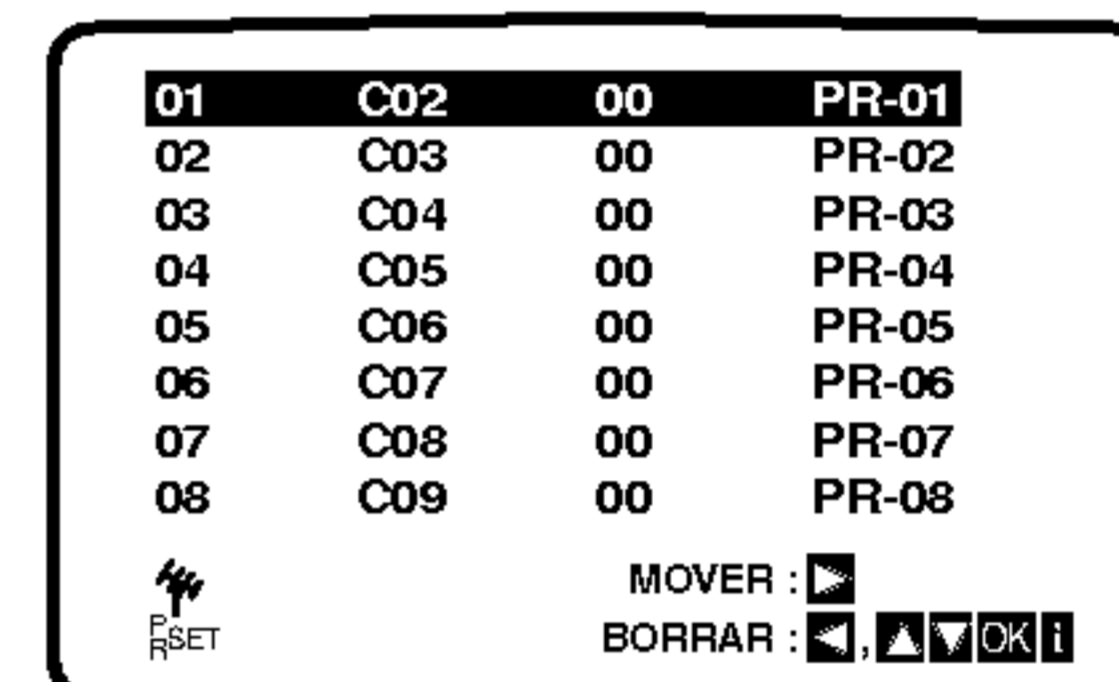 01 C02 00 PR-01
02 C03 00 PR-02
03 C04 00 PR-03
04 C05 00 PR-04
05 C06 00 PR-05
06 C07 00 PR-06
07 C08 00 PR-07
08 C09 00 PR-08
MOVER : ▷
PR SET BORRAR : ◁ , △ ▽ OK i